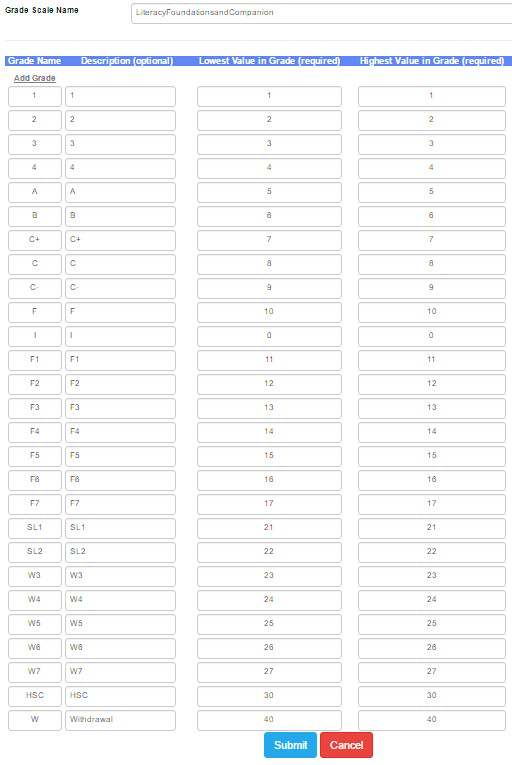 Grade Scale Name LiteracyFoundationsandCompanion
Grade Name Description (optional) Lowest Value in Grade (required) Highest Value in Grade (required)
Add Grade
1 1 1 1
2 2 2 2
3 3 3 3
4 4 4 4
A A 5 5
B B 6 6
C+ C+ 7 7
C C 8 8
C- C- 9 9
F F 10 10
I I 0 0
F1 F1 11 11
F2 F2 12 12
F3 F3 13 13
F4 F4 14 14
F5 F5 15 15
F6 F6 16 16
F7 F7 17 17
SL1 SL1 21 21
SL2 SL2 22 22
W3 W3 23 23
W4 W4 24 24
W5 W5 25 25
W6 W6 26 26
W7 W7 27 27
HSC HSC 30 30
W Withdrawal 40 40
Submit Cancel